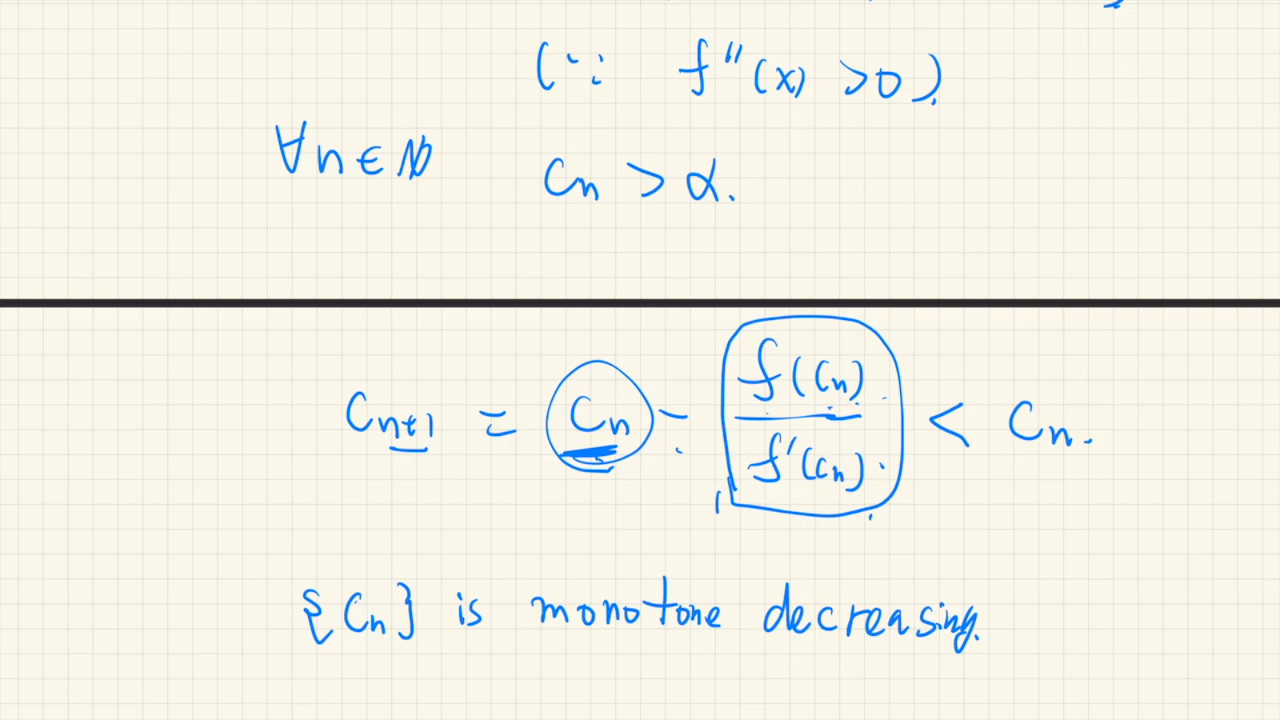 (∵ f''(x) > 0).
∀n ∈ ℕ  Cn > α.
Cn+1 = Cn - f(Cn) / f'(Cn) < Cn.
{Cn} is monotone decreasing.